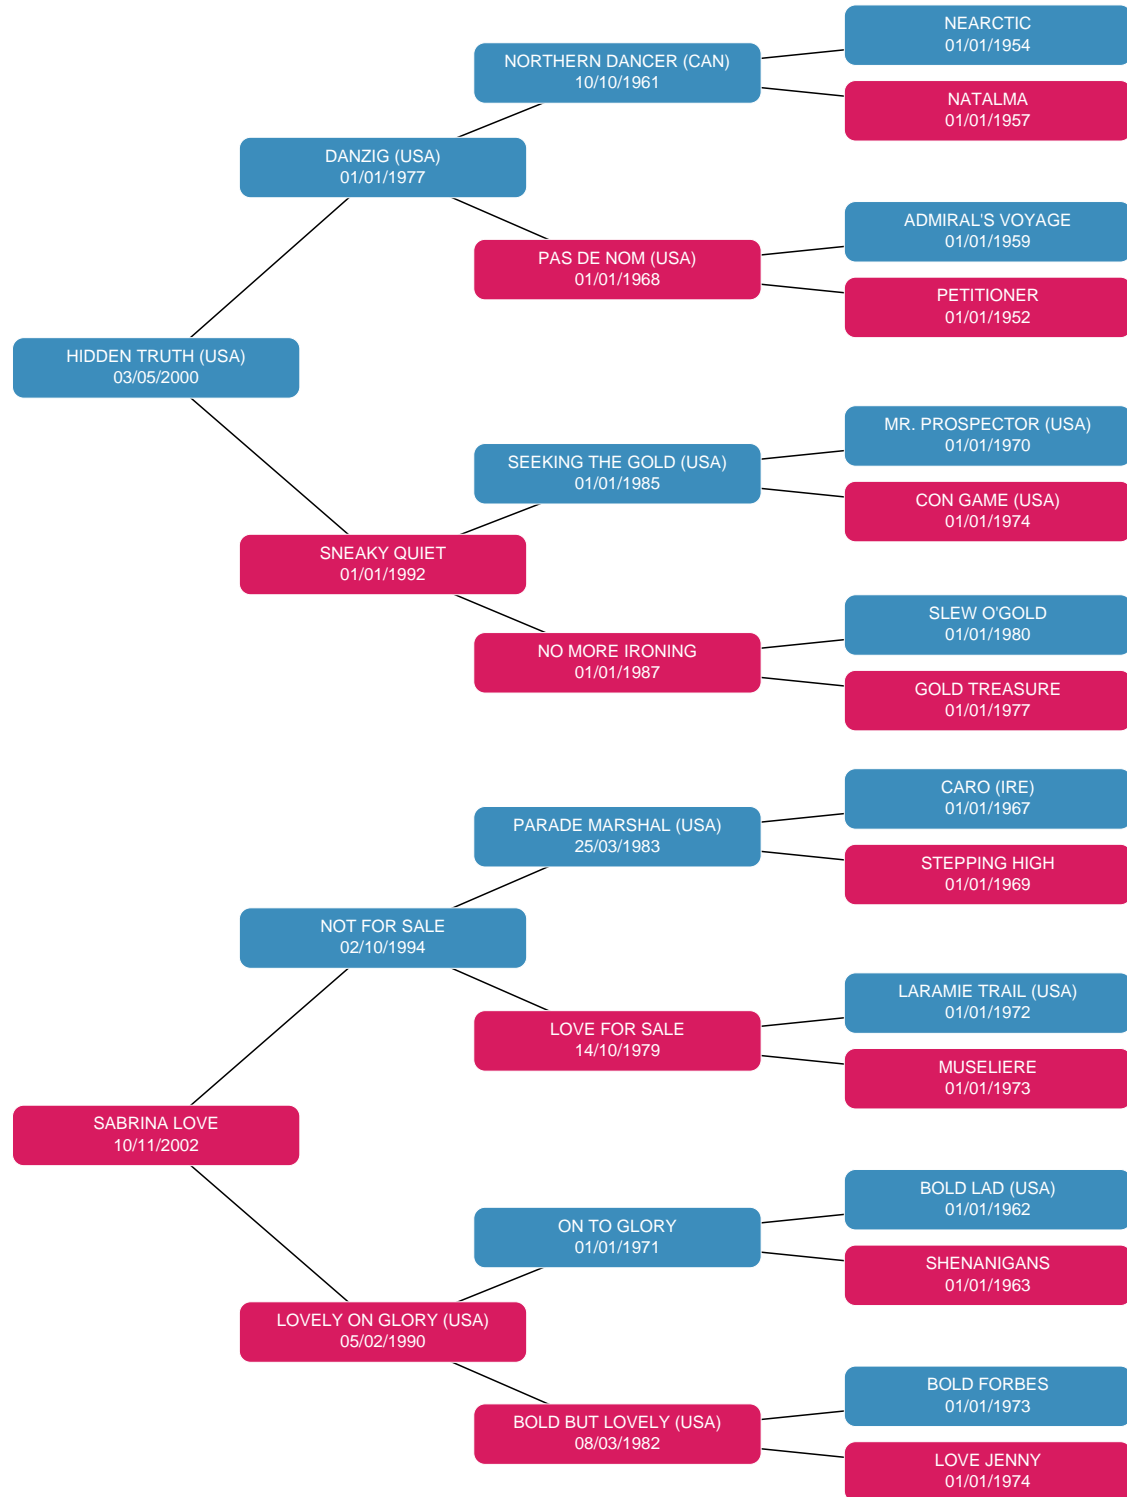 NEARCTIC
01/01/1954
NORTHERN DANCER (CAN)
10/10/1961
NATALMA
01/01/1957
DANZIG (USA)
01/01/1977
ADMIRAL'S VOYAGE
01/01/1959
PAS DE NOM (USA)
01/01/1968
PETITIONER
01/01/1952
HIDDEN TRUTH (USA)
03/05/2000
MR. PROSPECTOR (USA)
01/01/1970
SEEKING THE GOLD (USA)
01/01/1985
CON GAME (USA)
01/01/1974
SNEAKY QUIET
01/01/1992
SLEW O'GOLD
01/01/1980
NO MORE IRONING
01/01/1987
GOLD TREASURE
01/01/1977
CARO (IRE)
01/01/1967
PARADE MARSHAL (USA)
25/03/1983
STEPPING HIGH
01/01/1969
NOT FOR SALE
02/10/1994
LARAMIE TRAIL (USA)
01/01/1972
LOVE FOR SALE
14/10/1979
MUSELIERE
01/01/1973
SABRINA LOVE
10/11/2002
BOLD LAD (USA)
01/01/1962
ON TO GLORY
01/01/1971
SHENANIGANS
01/01/1963
LOVELY ON GLORY (USA)
05/02/1990
BOLD FORBES
01/01/1973
BOLD BUT LOVELY (USA)
08/03/1982
LOVE JENNY
01/01/1974